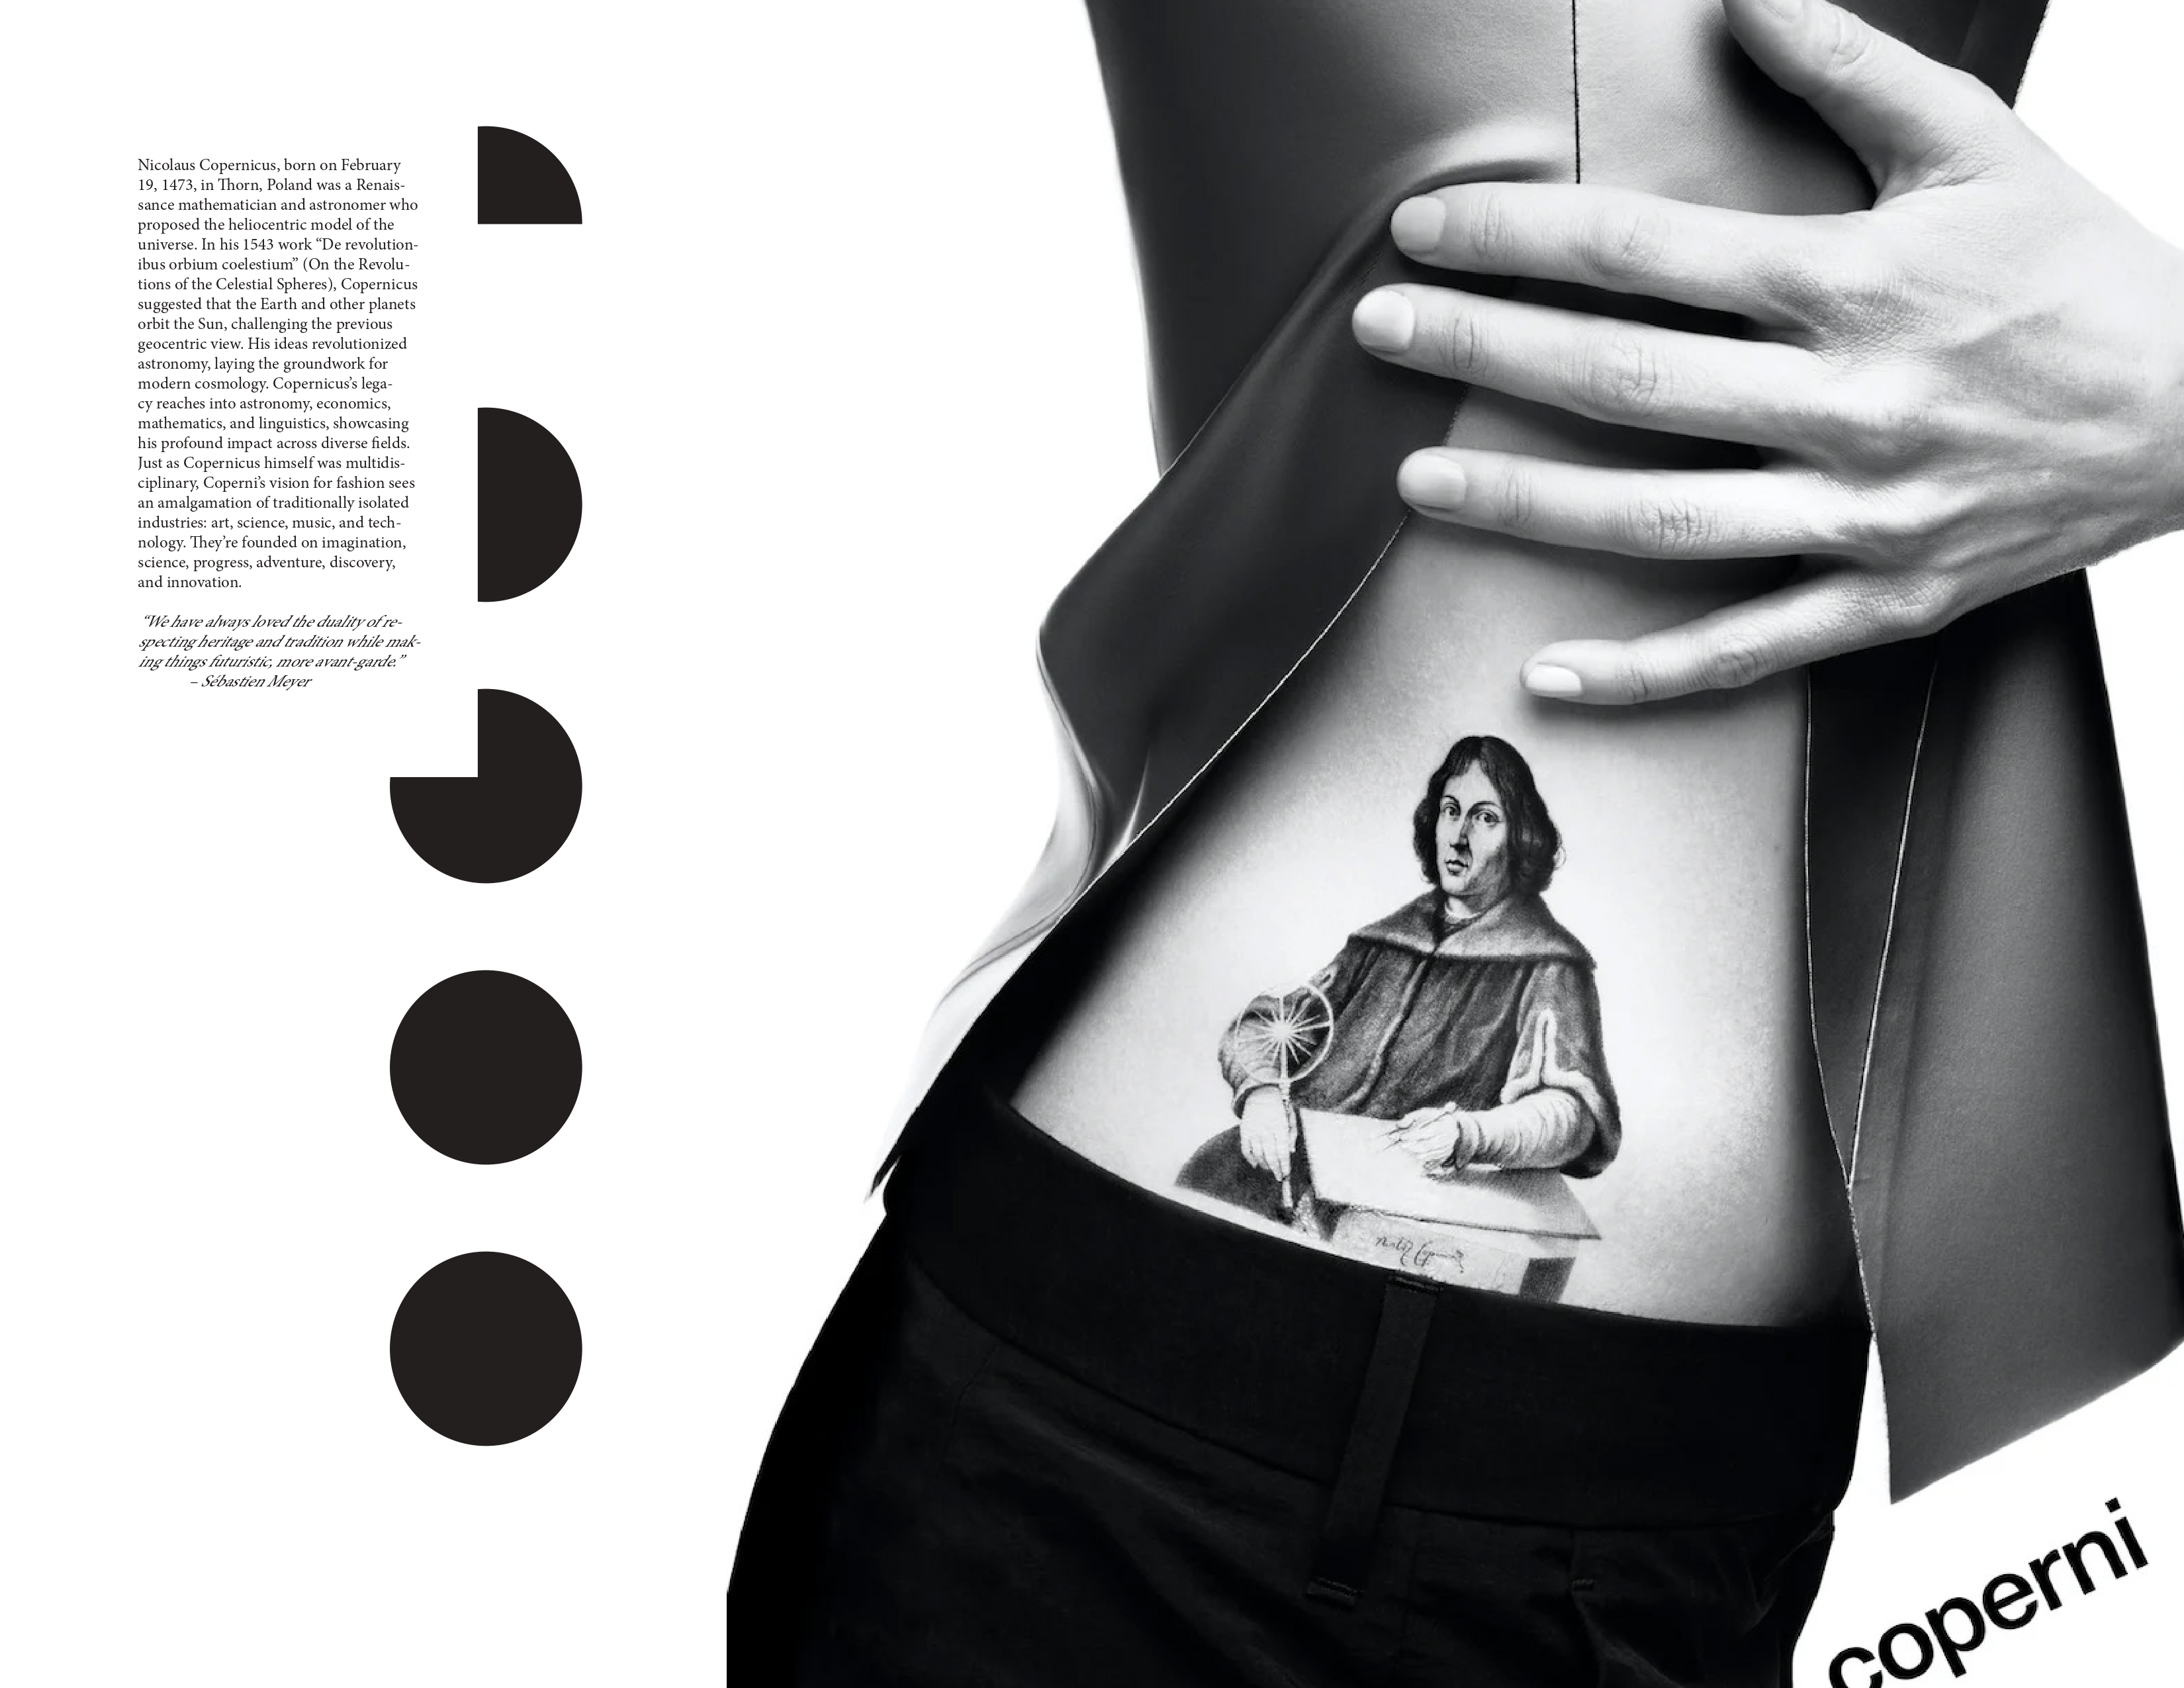 Nicolaus Copernicus, born on February
19, 1473, in Thorn, Poland was a Renais-
sance mathematician and astronomer who
proposed the heliocentric model of the
universe. In his 1543 work “De revolution-
ibus orbium coelestium” (On the Revolu-
tions of the Celestial Spheres), Copernicus
suggested that the Earth and other planets
orbit the Sun, challenging the previous
geocentric view. His ideas revolutionized
astronomy, laying the groundwork for
modern cosmology. Copernicus’s lega-
cy reaches into astronomy, economics,
mathematics, and linguistics, showcasing
his profound impact across diverse fields.
Just as Copernicus himself was multidis-
ciplinary, Coperni’s vision for fashion sees
an amalgamation of traditionally isolated
industries: art, science, music, and tech-
nology. They’re founded on imagination,
science, progress, adventure, discovery,
and innovation.
“We have always loved the duality of re-
specting heritage and tradition while mak-
ing things futuristic, more avant-garde.”
– Sébastien Meyer
coperni